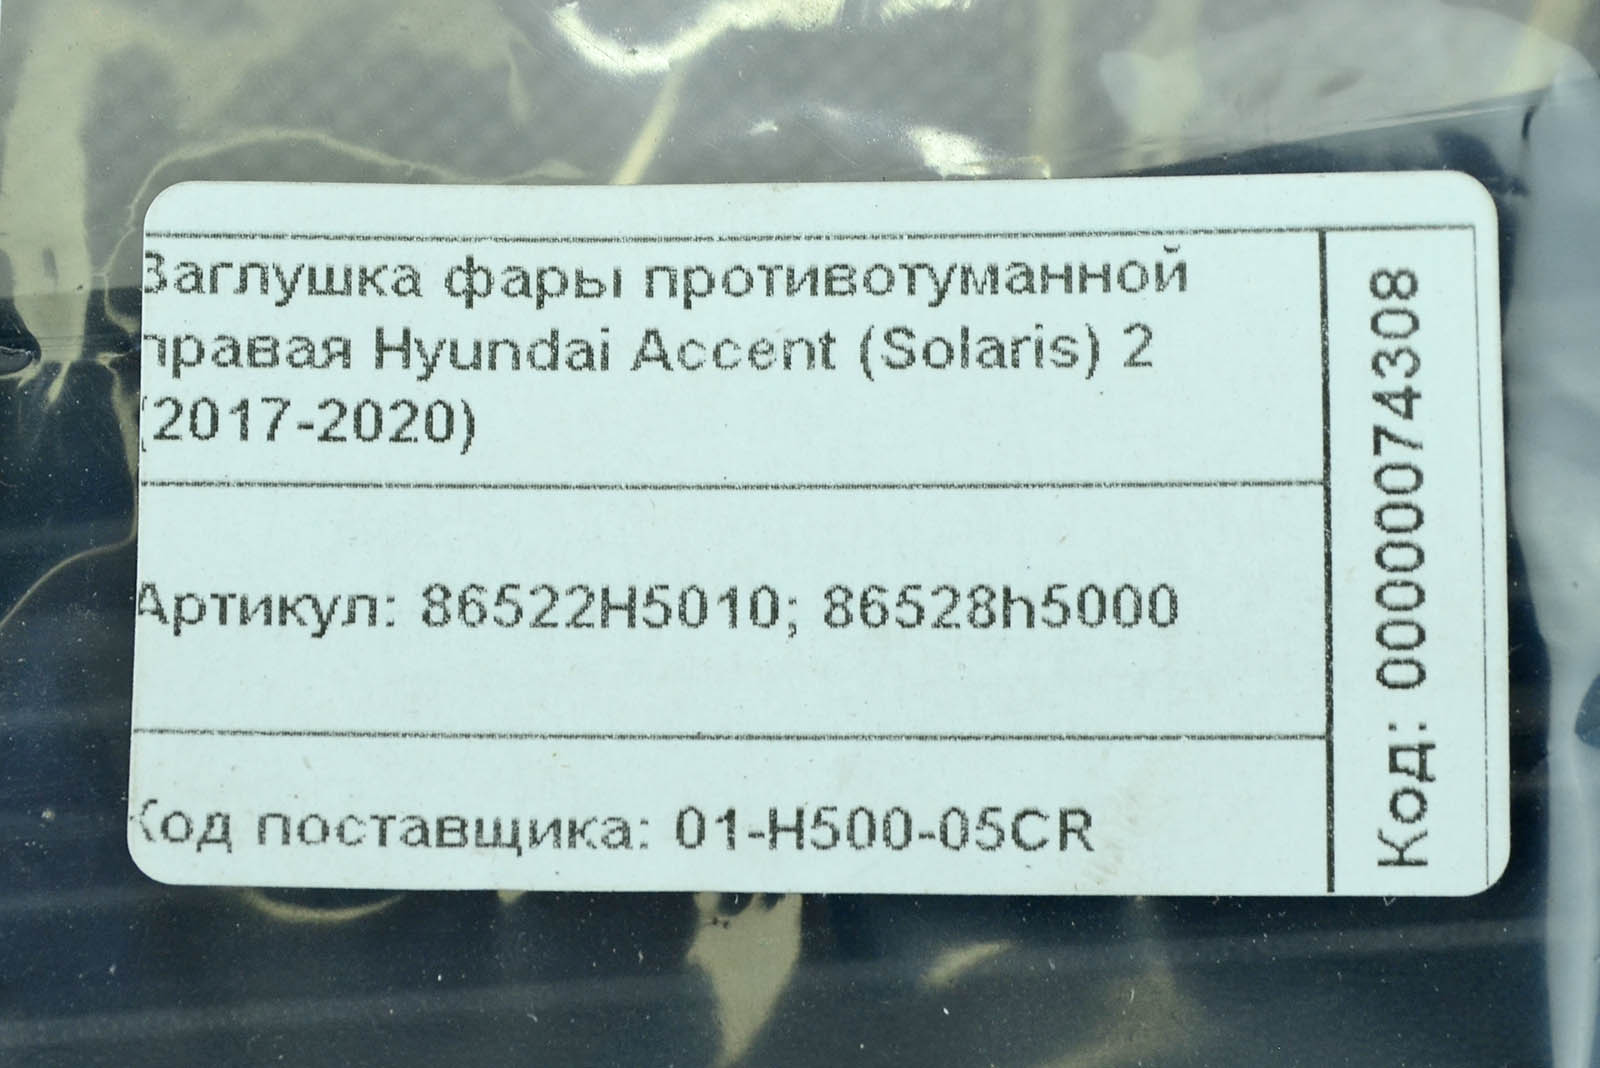 Заглушка фары противотуманной
правая Hyundai Accent (Solaris) 2
(2017-2020)
Артикул: 86522H5010; 86528h5000
Код поставщика: 01-H500-05CR
Код: 00000074308